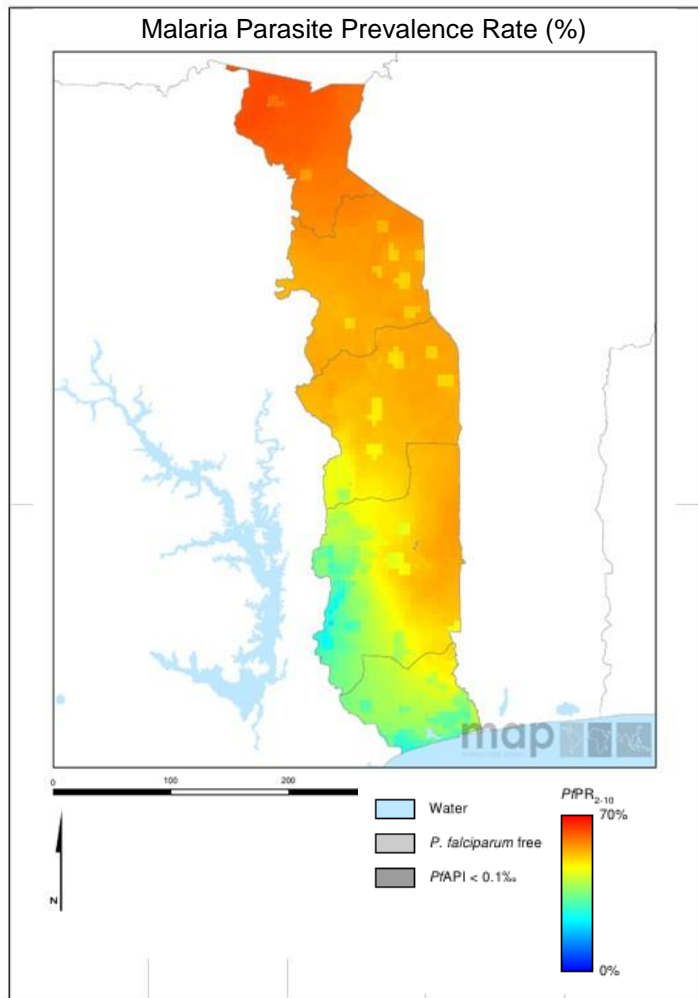 Malaria Parasite Prevalence Rate (%)
map
0 100 200
N
Water
P. falciparum free
PfAPI < 0.1‰
PfPR2-10
70%
0%